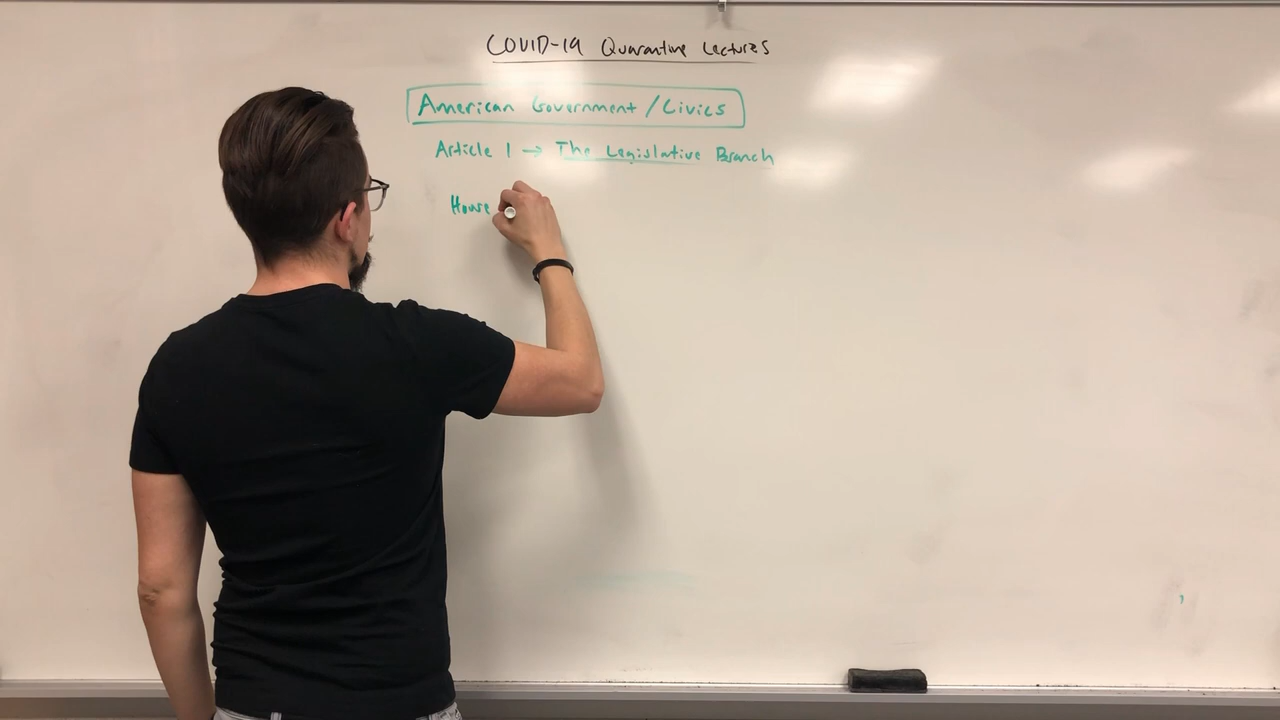 COVID-19 Quarantine Lectures
American Government / Civics
Article 1 → The Legislative Branch
House